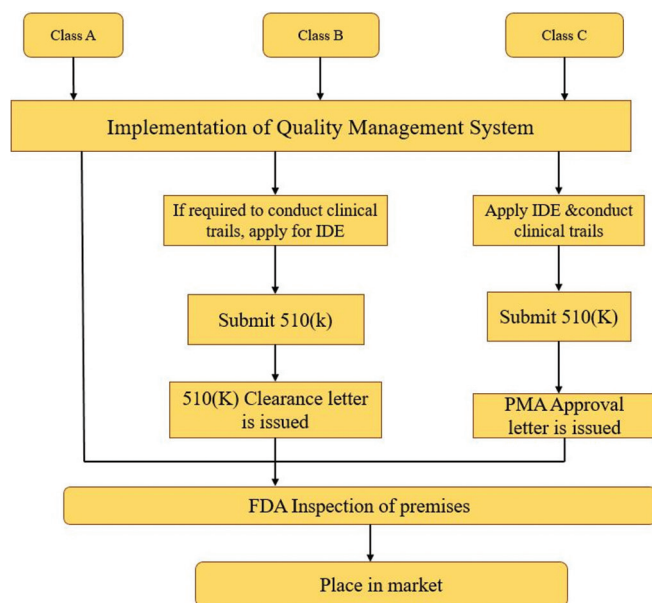 Class A
Class B
Class C
Implementation of Quality Management System
If required to conduct clinical
trails, apply for IDE
Apply IDE &conduct
clinical trails
Submit 510(k)
Submit 510(K)
510(K) Clearance letter
is issued
PMA Approval
letter is issued
FDA Inspection of premises
Place in market